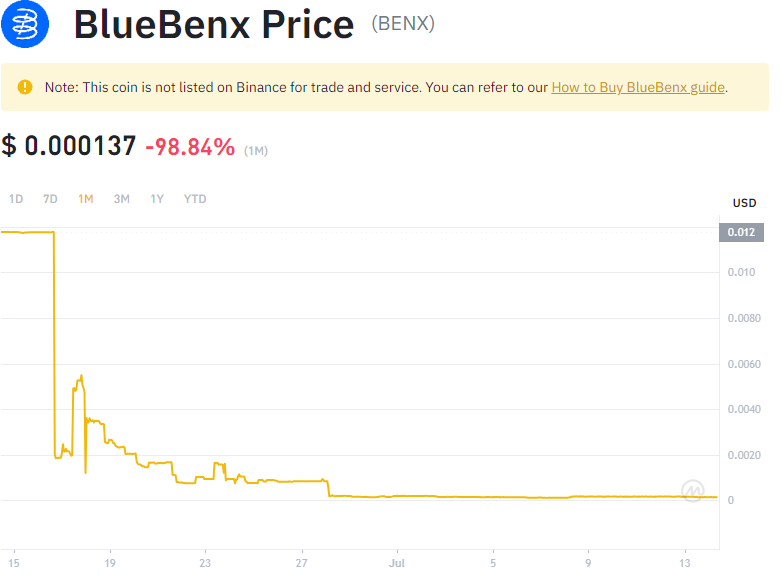 BlueBenx Price (BENX)
Note: This coin is not listed on Binance for trade and service. You can refer to our How to Buy BlueBenx guide.
$ 0.000137 -98.84% (1M)
1D 7D 1M 3M 1Y YTD
USD
0.012
0.010
0.0080
0.0060
0.0040
0.0020
0
15 19 23 27 Jul 5 9 13